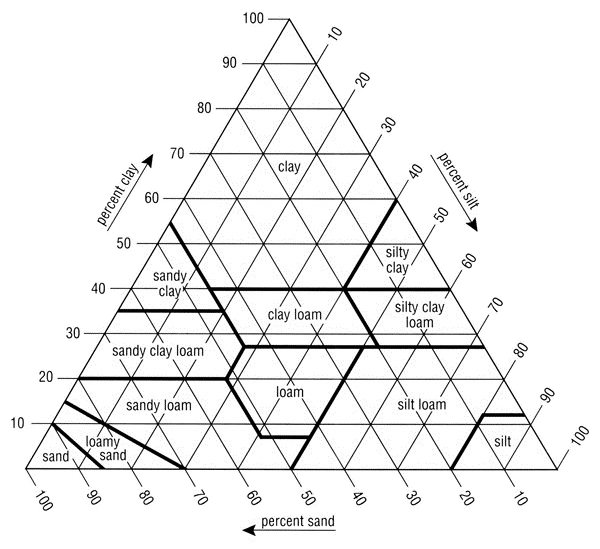 100
10
90
20
80
30
70
clay
40
percent clay
percent silt
60
50
50
silty
clay
60
sandy
clay
40
clay loam
silty clay
loam
70
30
sandy clay loam
80
20
sandy loam
loam
silt loam
90
10
sand
loamy
sand
silt
100
100
90
80
70
60
50
40
30
20
10
percent sand